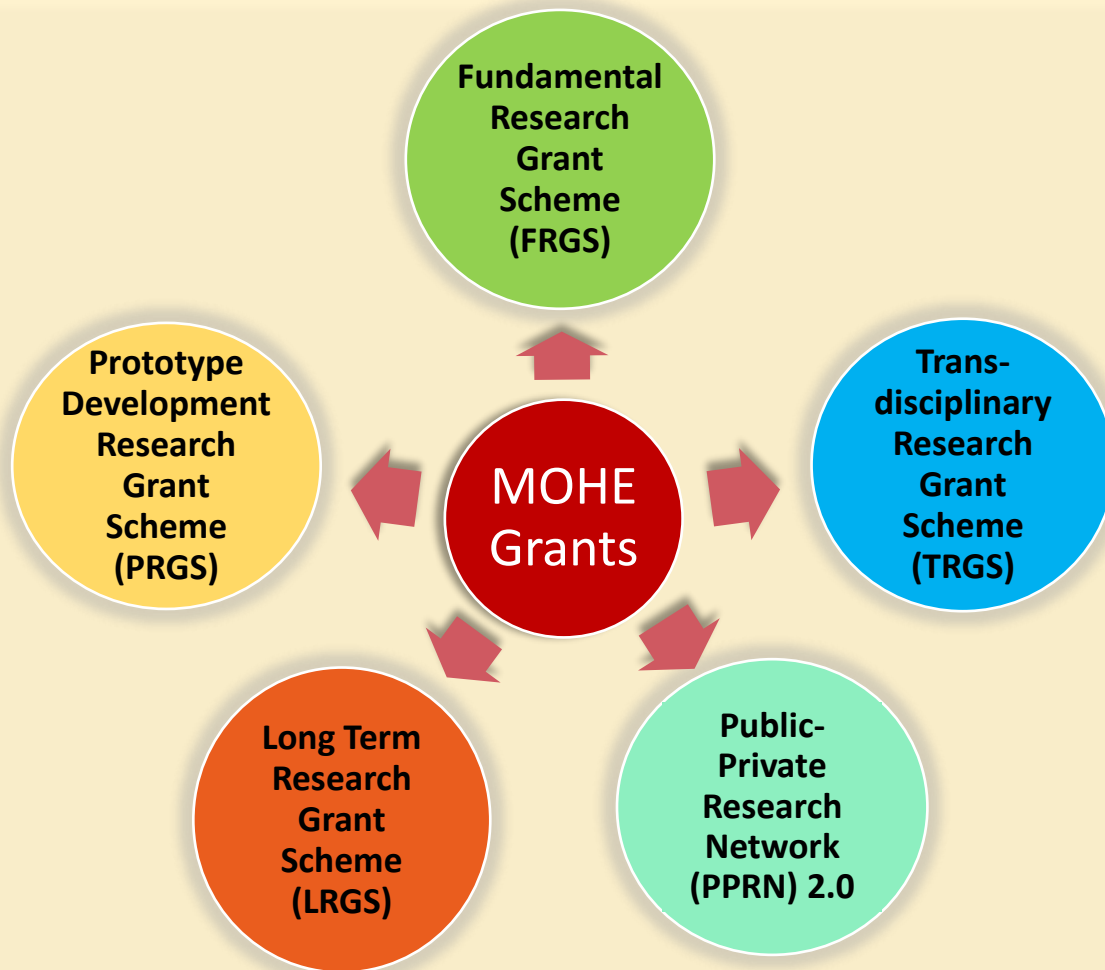 Fundamental
Research
Grant
Scheme
(FRGS)
Prototype
Development
Research
Grant
Scheme
(PRGS)
MOHE
Grants
Trans-
disciplinary
Research
Grant
Scheme
(TRGS)
Long Term
Research
Grant
Scheme
(LRGS)
Public-
Private
Research
Network
(PPRN) 2.0